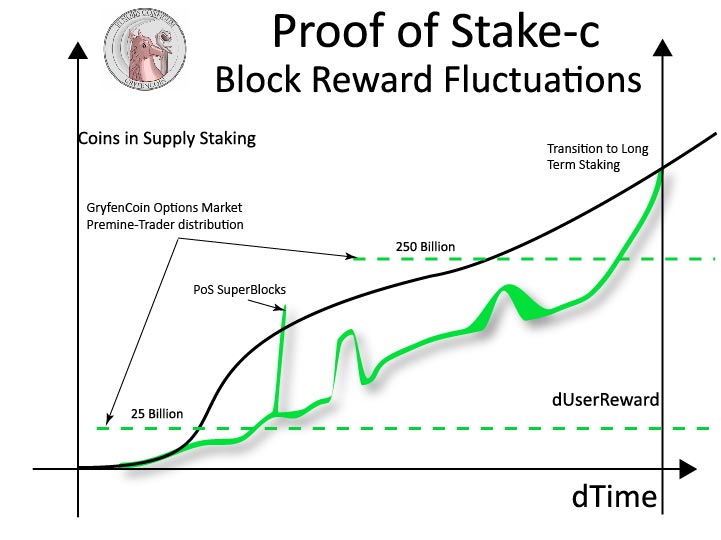 Proof of Stake-c
Block Reward Fluctuations
Coins in Supply Staking
Transition to Long
Term Staking
GryfenCoin Options Market
Premine-Trader distribution
250 Billion
PoS SuperBlocks
dUserReward
25 Billion
dTime